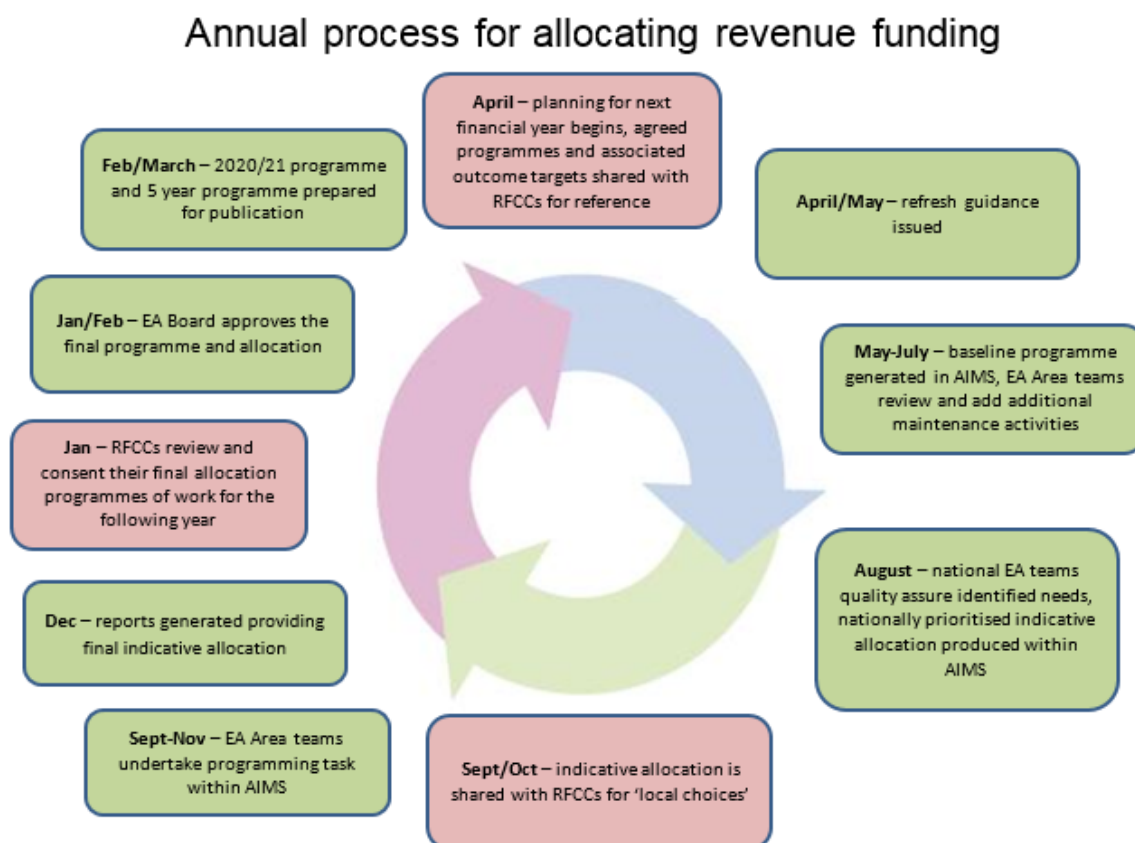 Annual process for allocating revenue funding
April – planning for next
financial year begins, agreed
programmes and associated
outcome targets shared with
RFCCs for reference
April/May – refresh guidance
issued
May-July – baseline programme
generated in AIMS, EA Area teams
review and add additional
maintenance activities
August – national EA teams
quality assure identified needs,
nationally prioritised indicative
allocation produced within
AIMS
Sept/Oct – indicative allocation is
shared with RFCCs for ‘local choices’
Sept-Nov – EA Area teams
undertake programming task
within AIMS
Dec – reports generated providing
final indicative allocation
Jan – RFCCs review and
consent their final allocation
programmes of work for the
following year
Jan/Feb – EA Board approves the
final programme and allocation
Feb/March – 2020/21 programme
and 5 year programme prepared
for publication